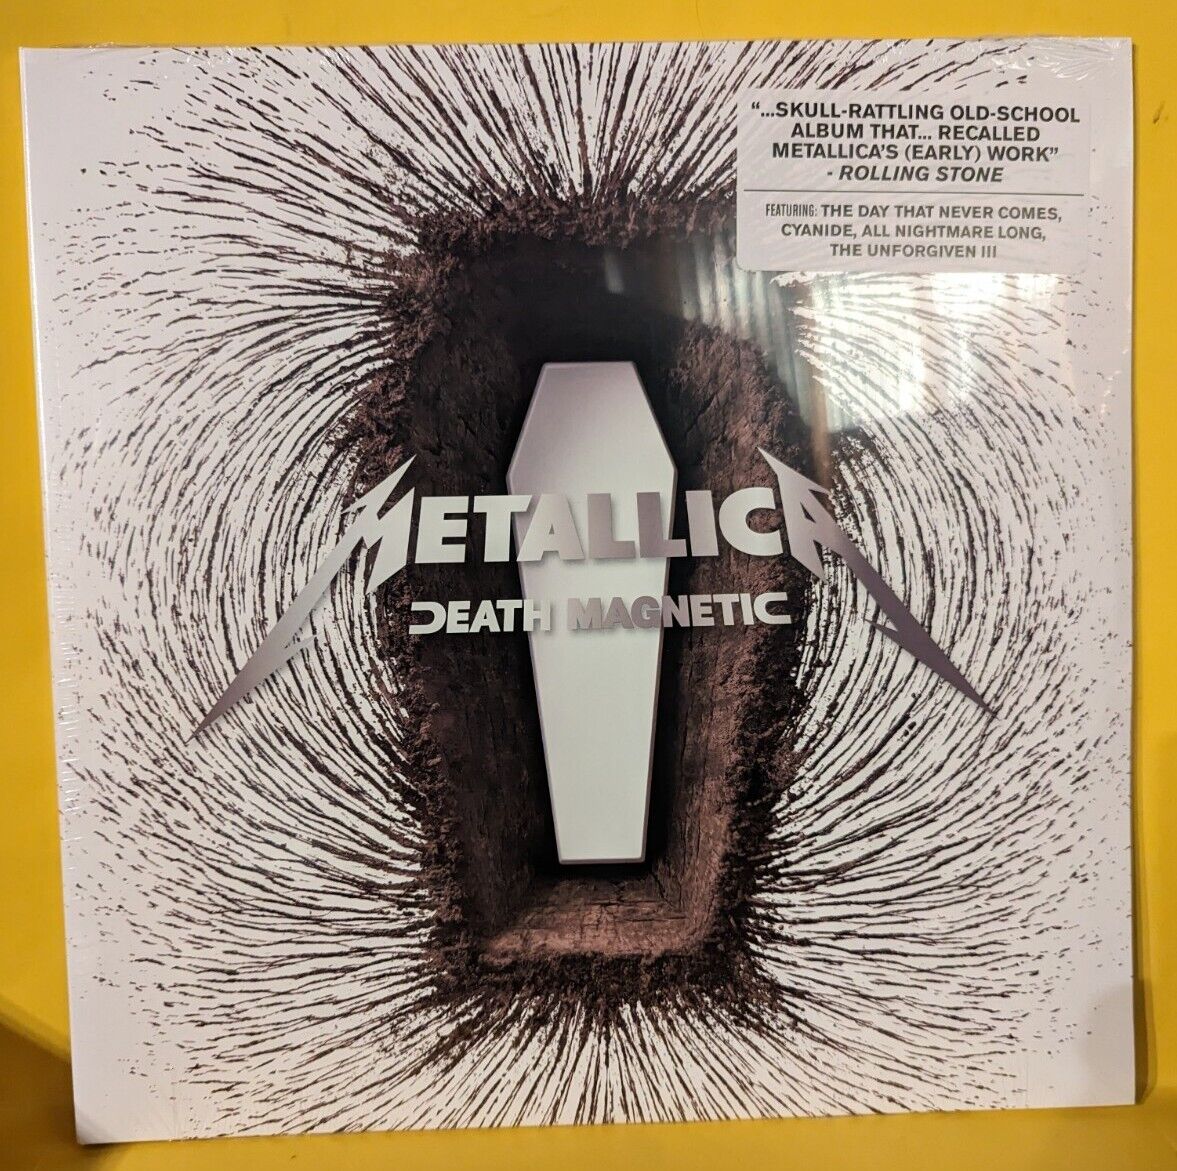 “...SKULL-RATTLING OLD-SCHOOL
ALBUM THAT... RECALLED
METALLICA’S (EARLY) WORK”
- ROLLING STONE
FEATURING: THE DAY THAT NEVER COMES,
CYANIDE, ALL NIGHTMARE LONG,
THE UNFORGIVEN III
METALLICA
DEATH MAGNETIC